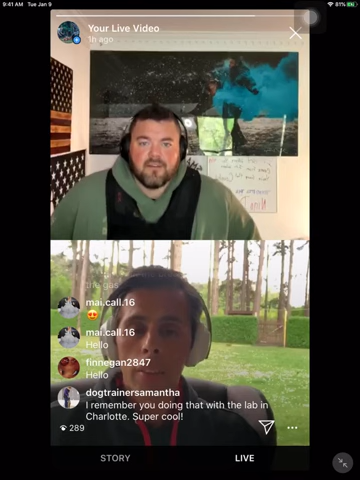 9:41 AM Tue Jan 9
81%
Your Live Video
1h ago
mai.call.16
😍
mai.call.16
Hello
finnegan2847
Hello
dogtrainersamantha
I remember you doing that with the lab in
Charlotte. Super cool!
289
STORY
LIVE